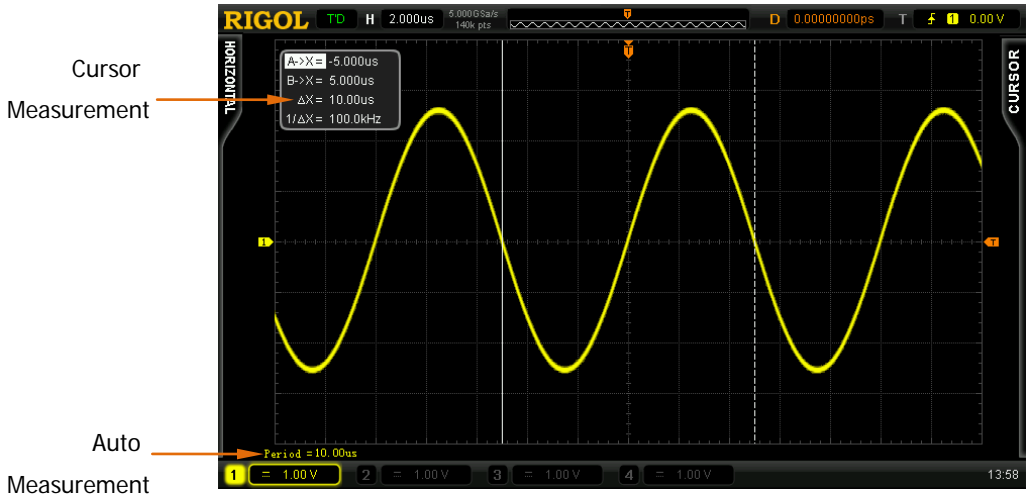 RIGOL T'D H 2.000us 5.000GSa/s D 0.00000000ps T 1 0.00 V
140k pts
T
T
HORIZONTAL
CURSOR
Cursor
Measurement
A->X = -5.000us
B->X = 5.000us
ΔX = 10.00us
1/ΔX = 100.0kHz
1
T
Auto
Measurement
Period =10.00us
1 = 1.00 V 2 = 1.00 V 3 = 1.00 V 4 = 1.00 V 13:58